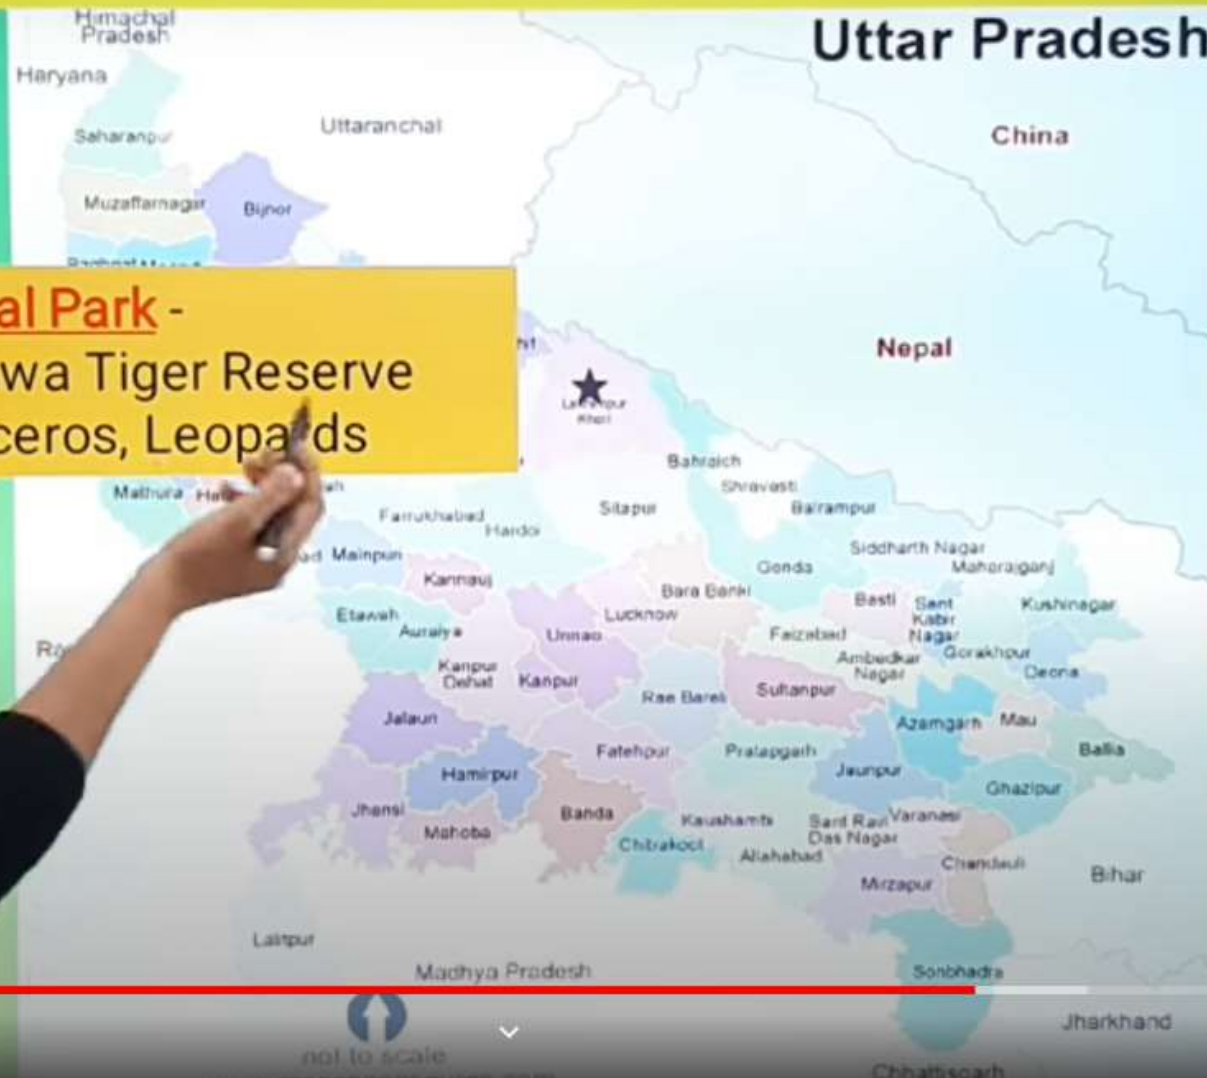 Himachal
Pradesh
Uttar Pradesh
Haryana
Uttaranchal
China
Saharanpur
Muzaffarnagar
Bijnor
al Park -
wa Tiger Reserve
ceros, Leopards
Nepal
Kheri
Bahraich
Mathura
Shravasti
Sitapur
Balrampur
Farrukhabad
Hardoi
Siddharth Nagar
Mainpuri
Gonda
Maharajganj
Kannauj
Bara Banki
Basti
Sant
Kabir
Nagar
Kushinagar
Etawah
Lucknow
Auraiya
Unnao
Faizabad
Gorakhpur
Ambedkar
Nagar
Kanpur
Dehat
Kanpur
Deoria
Rae Bareli
Sultanpur
Jalaun
Azamgarh
Mau
Fatehpur
Pratapgarh
Ballia
Hamirpur
Jaunpur
Ghazipur
Jhansi
Banda
Kaushambi
Sant Ravi
Das Nagar
Varanasi
Mahoba
Chitrakoot
Allahabad
Chandauli
Mirzapur
Bihar
Lalitpur
Madhya Pradesh
Sonbhadra
Jharkhand
not to scale
Chhattisgarh